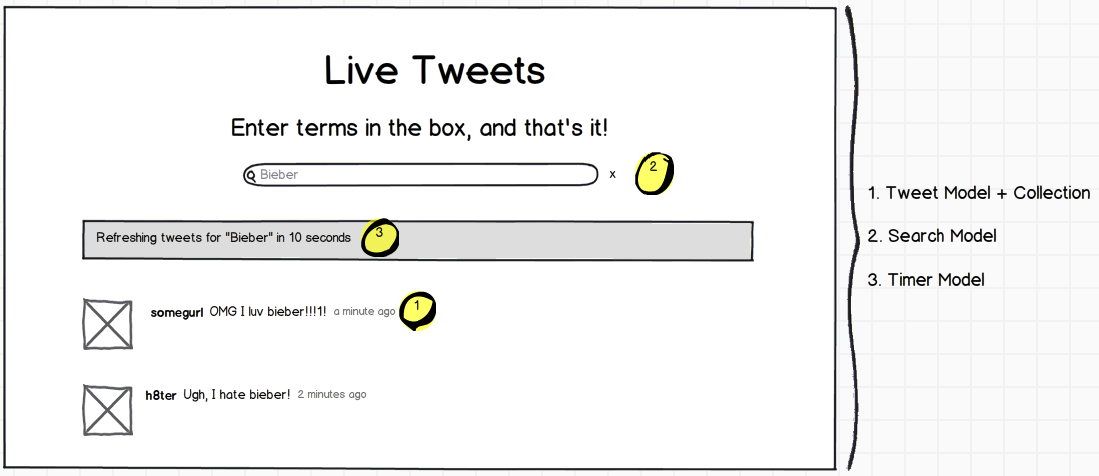 Live Tweets
Enter terms in the box, and that's it!
Bieber x 2
Refreshing tweets for "Bieber" in 10 seconds 3
somegurl OMG I luv bieber!!!1! a minute ago 1
h8ter Ugh, I hate bieber! 2 minutes ago
1. Tweet Model + Collection
2. Search Model
3. Timer Model